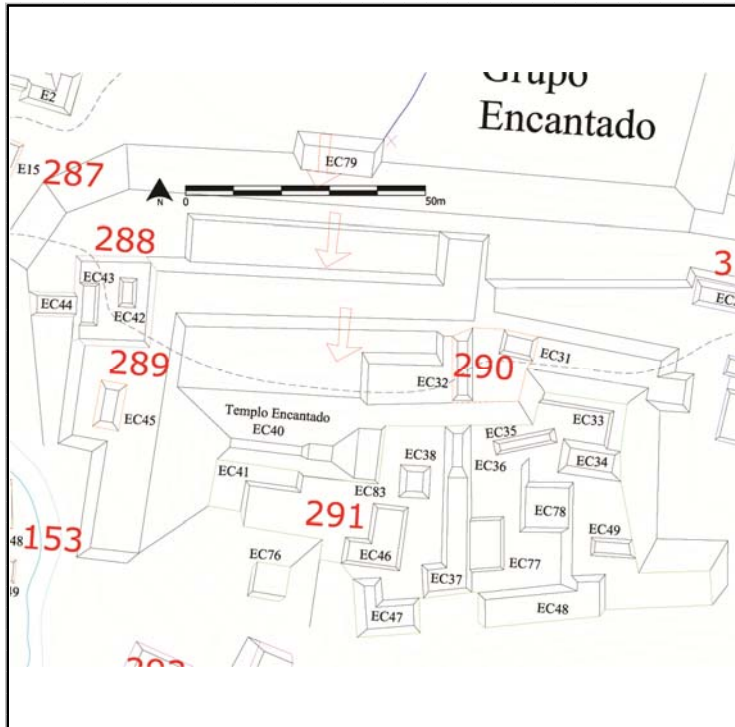 Grupo
Encantado
E2
EC79
E15
287
N
0
50m
288
EC43
EC44
EC42
289
EC32
290
EC31
EC45
Templo Encantado
EC40
EC33
EC35
EC34
EC38
EC36
EC41
EC83
291
EC78
EC49
153
EC46
EC76
EC77
EC37
EC47
EC48